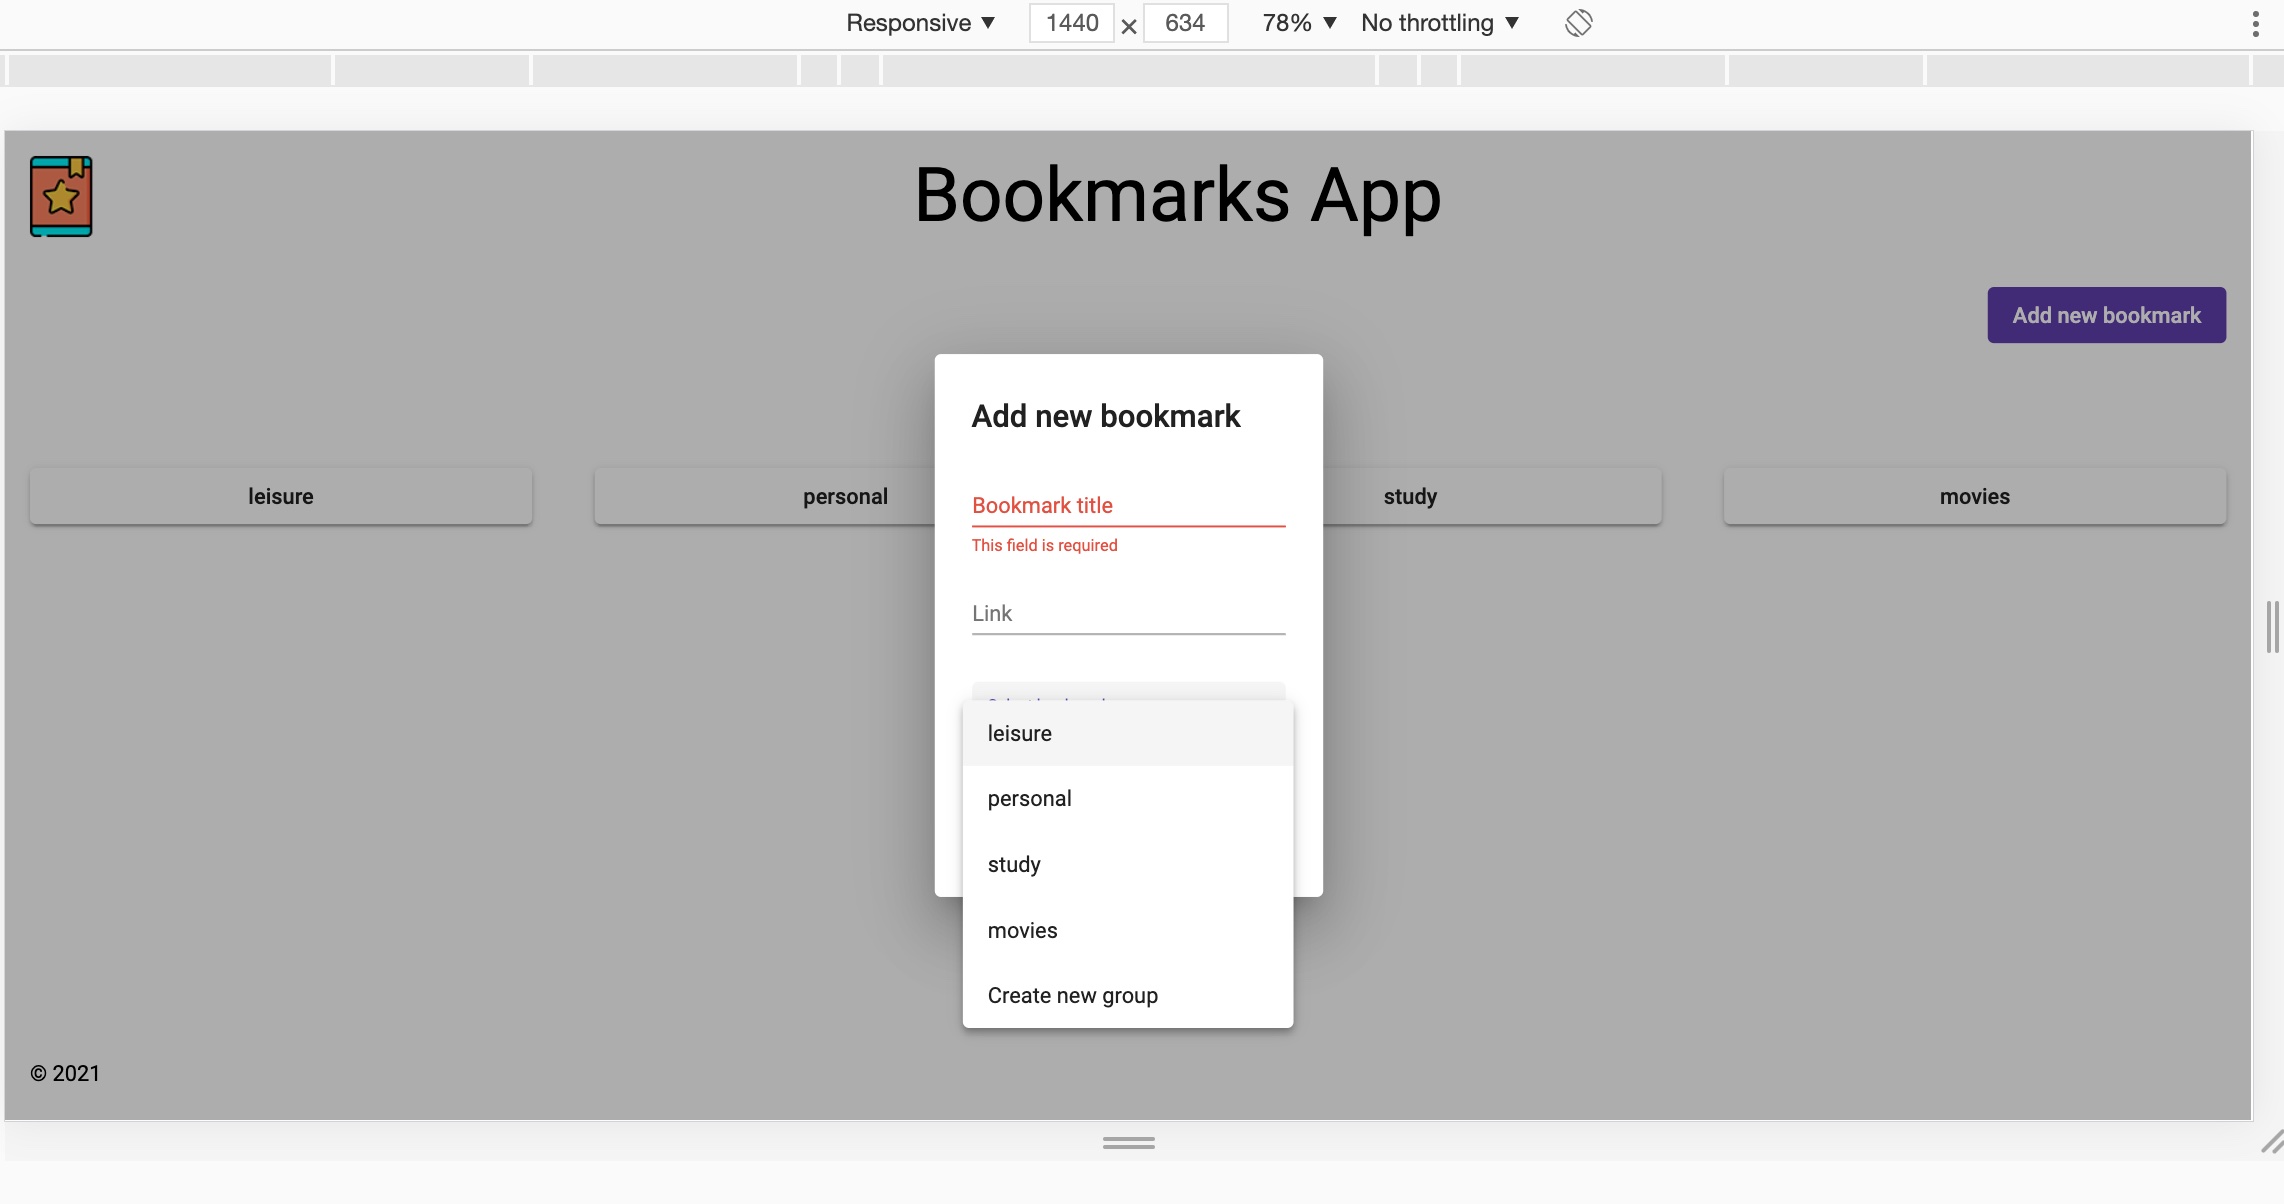 Responsive ▼ 1440 × 634 78% ▼ No throttling ▼
Bookmarks App
Add new bookmark
leisure
personal
study
movies
Add new bookmark
Bookmark title
This field is required
Link
leisure
personal
study
movies
Create new group
© 2021